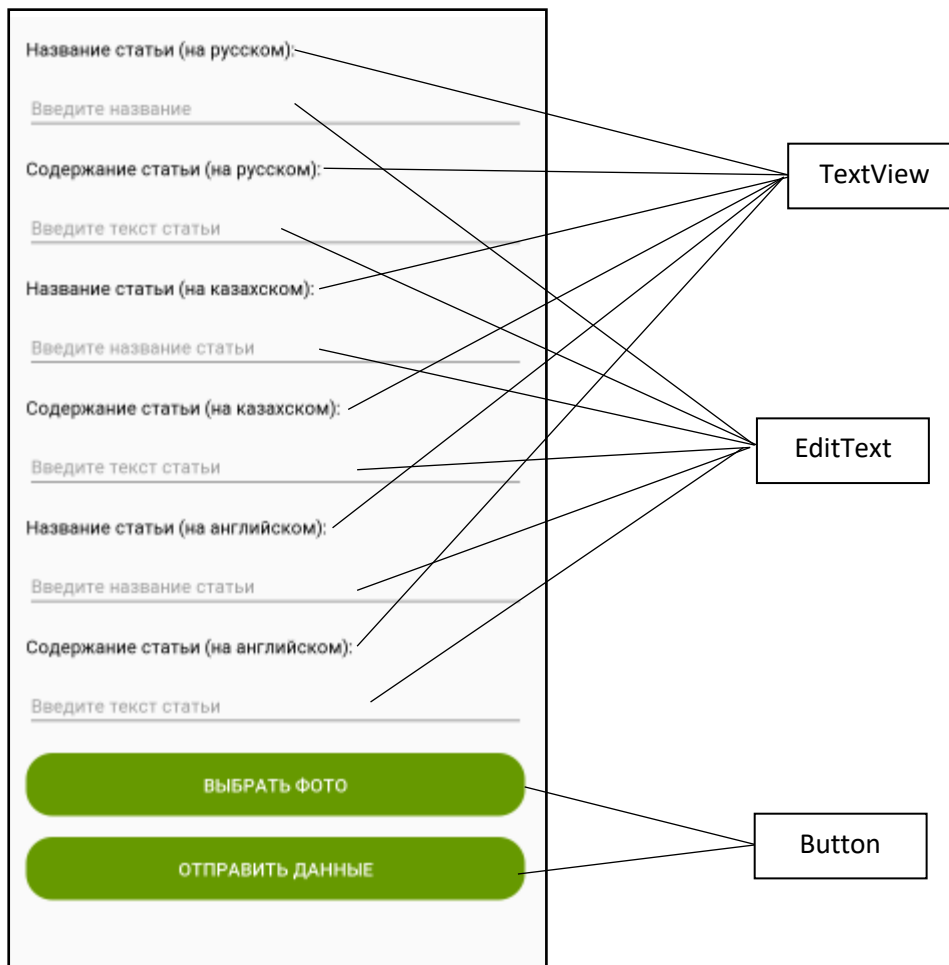 Название статьи (на русском):
Введите название
Содержание статьи (на русском):
Введите текст статьи
Название статьи (на казахском):
Введите название статьи
Содержание статьи (на казахском):
Введите текст статьи
Название статьи (на английском):
Введите название статьи
Содержание статьи (на английском):
Введите текст статьи
ВЫБРАТЬ ФОТО
ОТПРАВИТЬ ДАННЫЕ
TextView
EditText
Button